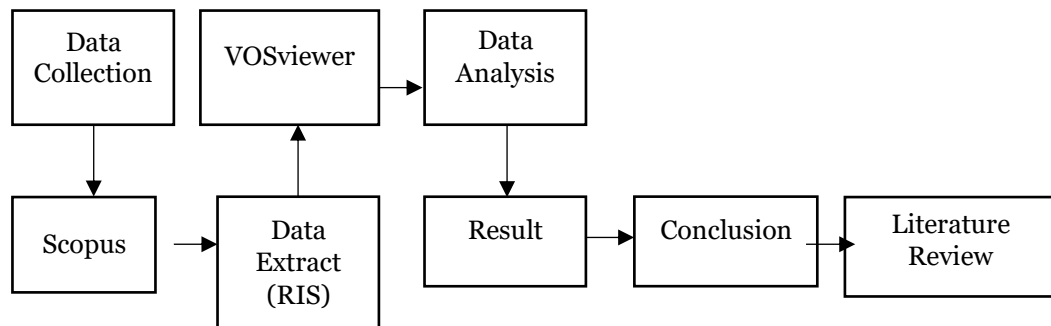 Data
Collection
VOSviewer
Data
Analysis
Scopus
Data
Extract
(RIS)
Result
Conclusion
Literature
Review